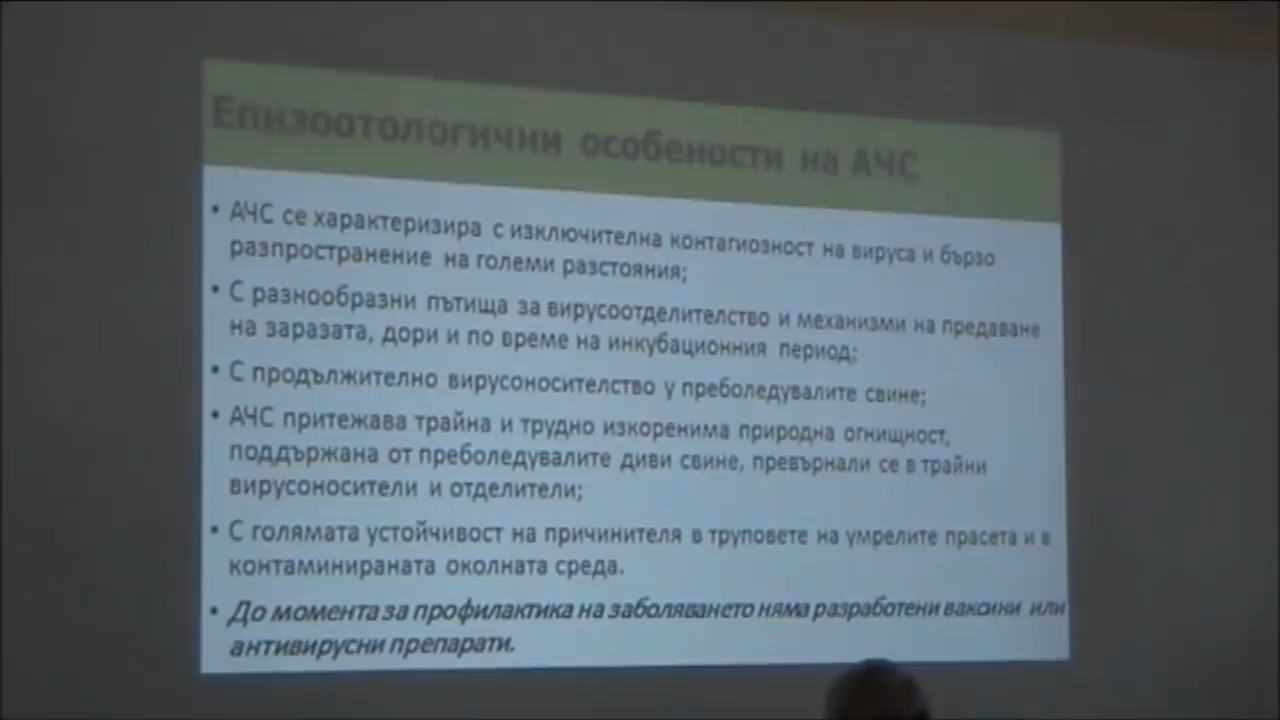 Епизоотологични особености на АЧС
• АЧС се характеризира с изключителна контагиозност на вируса и бързо
разпространение на големи разстояния;
• С разнообразни пътища за вирусоотделителство и механизми на предаване
на заразата, дори и по време на инкубационния период;
• С продължително вирусоносителство у преболедувалите свине;
• АЧС притежава трайна и трудно изкоренима природна огнищност,
поддържана от преболедувалите диви свине, превърнали се в трайни
вирусоносители и отделители;
• С голямата устойчивост на причинителя в труповете на умрелите прасета и в
контаминираната околната среда.
• До момента за профилактика на заболяването няма разработени ваксини или
антивирусни препарати.